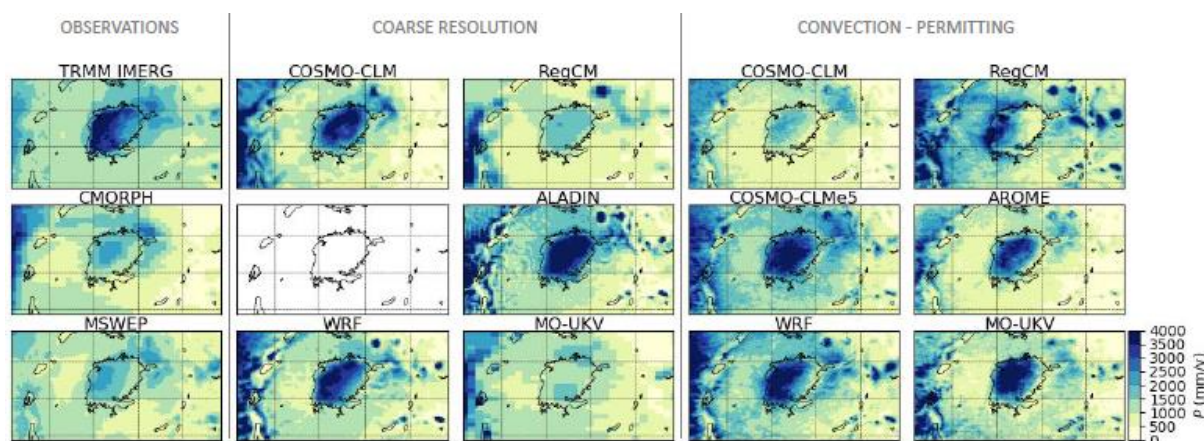 OBSERVATIONS COARSE RESOLUTION CONVECTION - PERMITTING
TRMM IMERG COSMO-CLM RegCM COSMO-CLM RegCM
CMORPH ALADIN COSMO-CLMe5 AROME
MSWEP WRF MO-UKV WRF MO-UKV
4000
3500
3000
2500
2000
1500
1000
500
0
P (mm/y)